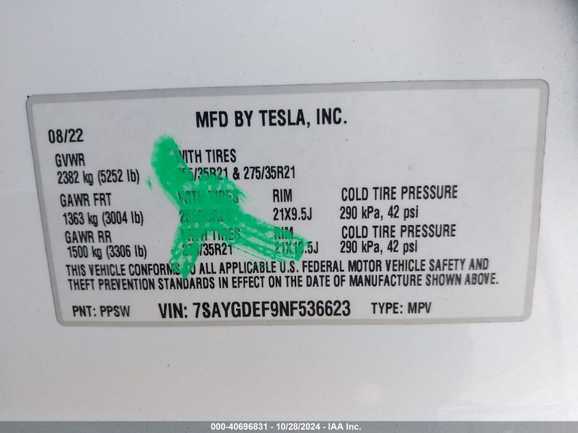 MFD BY TESLA, INC.
08/22
GVWR WITH TIRES
2382 kg (5252 lb) & 275/35R21
GAWR FRT WITH TIRES RIM COLD TIRE PRESSURE
1363 kg (3004 lb) 21X9.5J 290 kPa, 42 psi
GAWR RR WITH TIRES RIM COLD TIRE PRESSURE
1500 kg (3306 lb) 290 kPa, 42 psi
THIS VEHICLE CONFORMS TO ALL APPLICABLE U.S. FEDERAL MOTOR VEHICLE SAFETY AND
THEFT PREVENTION STANDARDS IN EFFECT ON THE DATE OF MANUFACTURE SHOWN ABOVE.
PNT: PPSW VIN: 7SAYGDEF9NF536623 TYPE: MPV
000-40696831 - 10/28/2024 - IAA Inc.